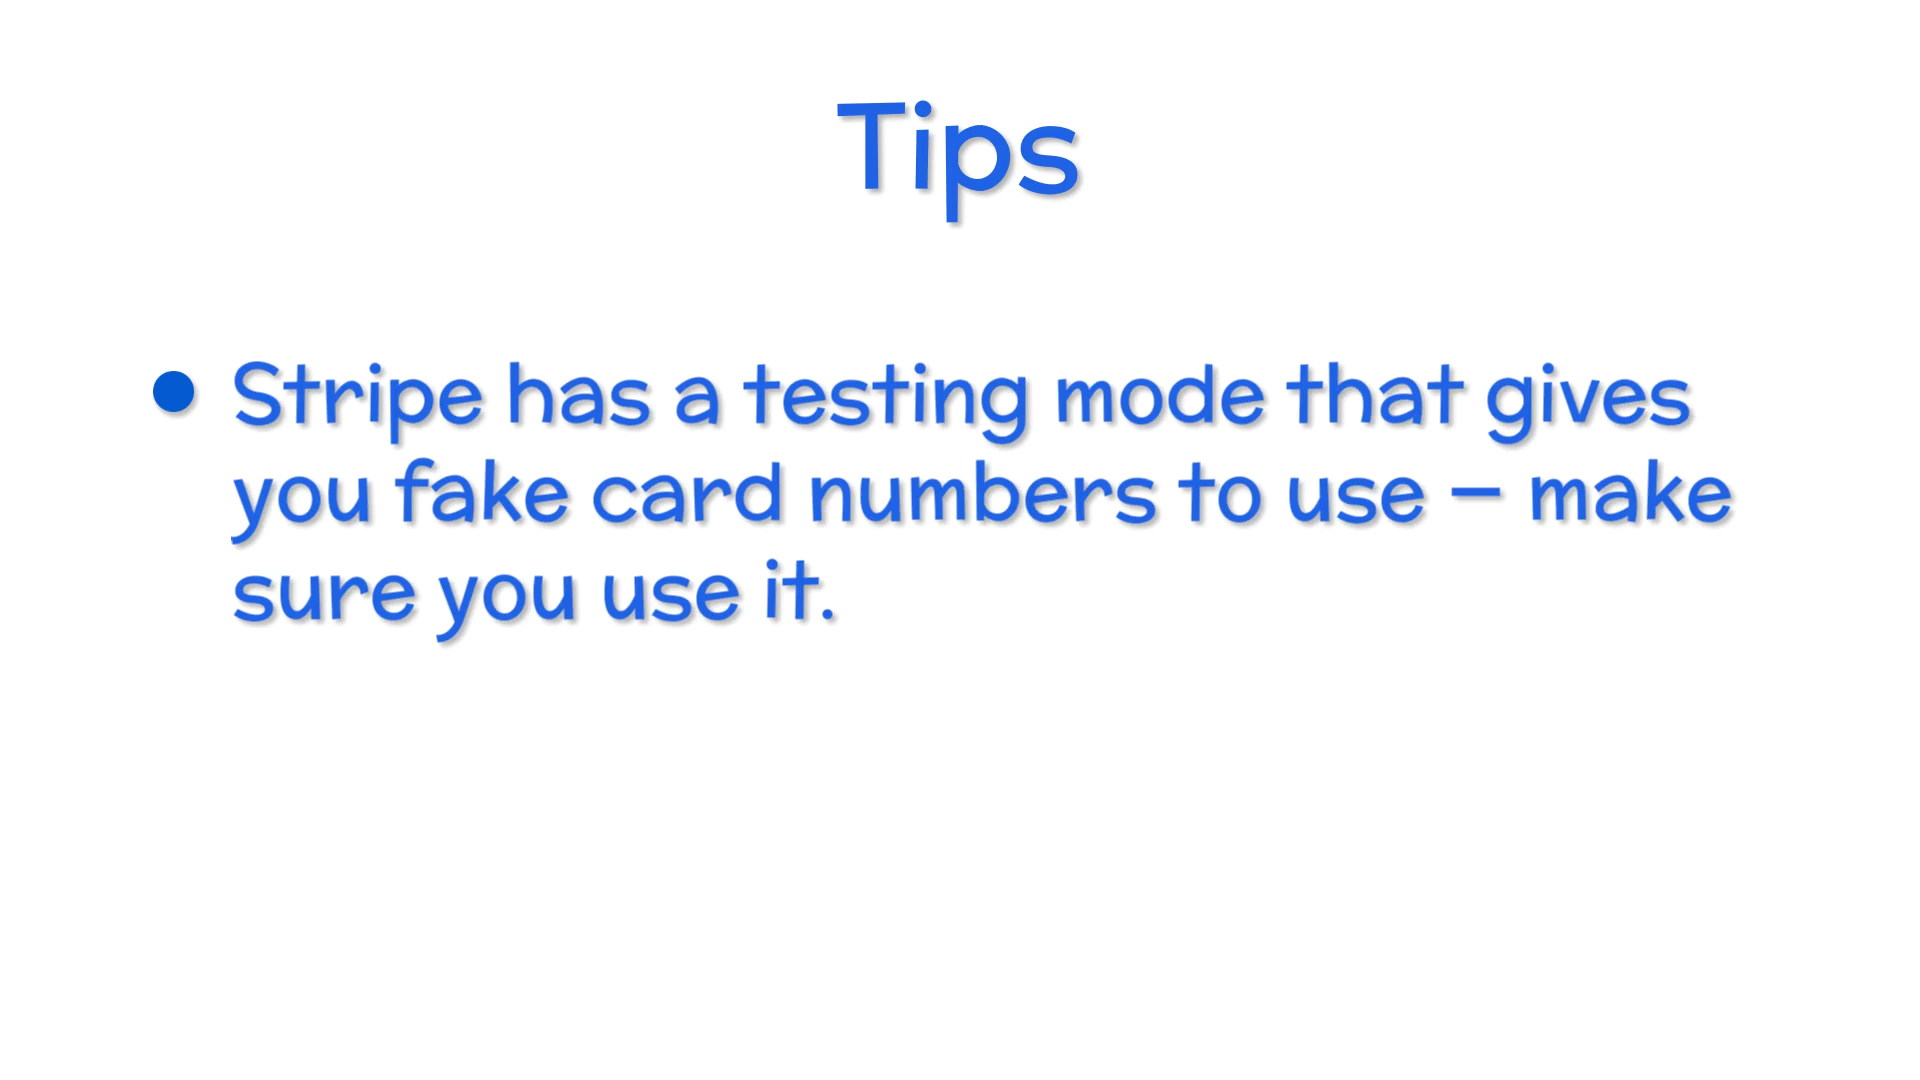 Tips
Stripe has a testing mode that gives
you fake card numbers to use – make
sure you use it.